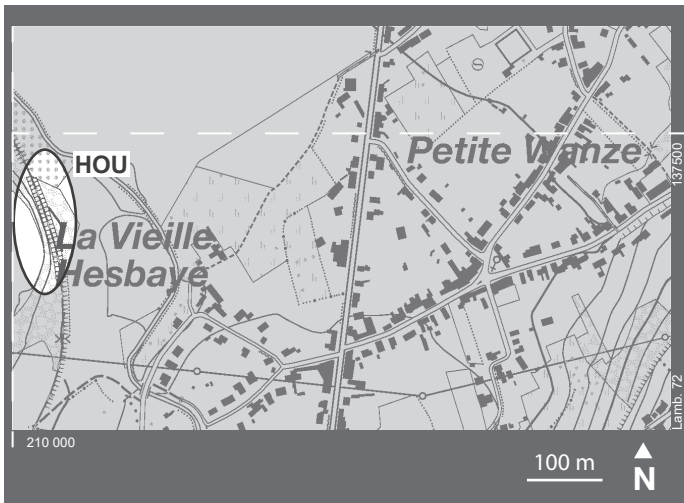 HOU
Petite Wanze
137500
La Vieille
Hesbaye
Lamb. 72
210 000
100 m
N